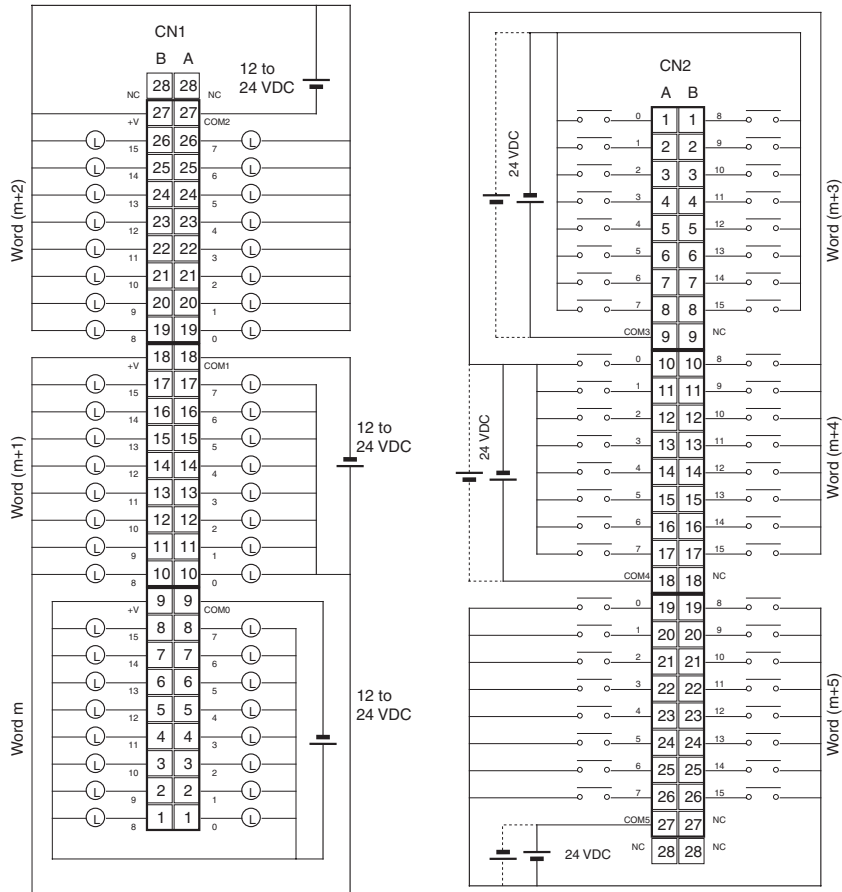 CN1
B A
12 to
24 VDC
NC 28 28 NC
+V 27 27 COM2
L 15 26 26 7 L
L 14 25 25 6 L
L 13 24 24 5 L
L 12 23 23 4 L
L 11 22 22 3 L
L 10 21 21 2 L
L 9 20 20 1 L
L 8 19 19 0 L
Word (m+2)
+V 18 18 COM1
L 15 17 17 7 L
L 14 16 16 6 L
L 13 15 15 5 L
L 12 14 14 4 L
L 11 13 13 3 L
L 10 12 12 2 L
L 9 11 11 1 L
L 8 10 10 0 L
Word (m+1)
12 to
24 VDC
+V 9 9 COM0
L 15 8 8 7 L
L 14 7 7 6 L
L 13 6 6 5 L
L 12 5 5 4 L
L 11 4 4 3 L
L 10 3 3 2 L
L 9 2 2 1 L
L 8 1 1 0 L
Word m
12 to
24 VDC
CN2
A B
0 1 1 8
1 2 2 9
2 3 3 10
3 4 4 11
4 5 5 12
5 6 6 13
6 7 7 14
7 8 8 15
COM3 9 9 NC
24 VDC
Word (m+3)
0 10 10 8
1 11 11 9
2 12 12 10
3 13 13 11
4 14 14 12
5 15 15 13
6 16 16 14
7 17 17 15
COM4 18 18 NC
24 VDC
Word (m+4)
0 19 19 8
1 20 20 9
2 21 21 10
3 22 22 11
4 23 23 12
5 24 24 13
6 25 25 14
7 26 26 15
COM5 27 27 NC
NC 28 28 NC
24 VDC
Word (m+5)